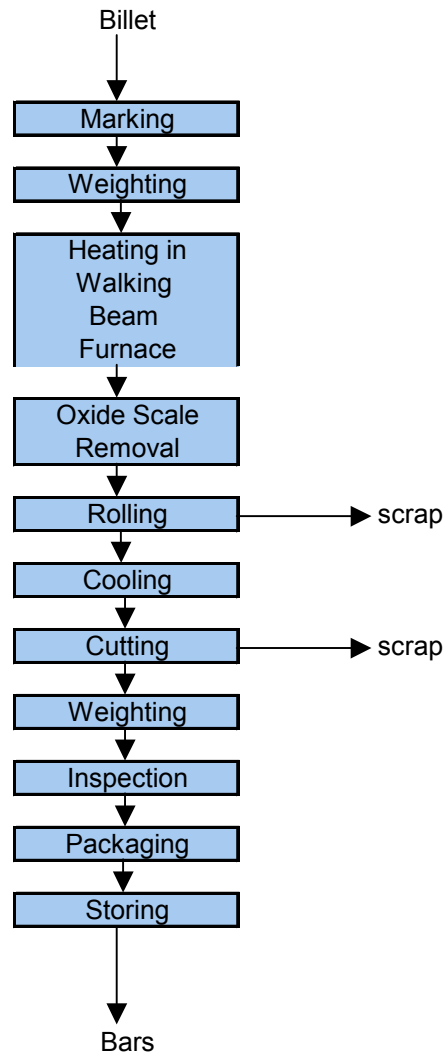 Billet
Marking
Weighting
Heating in
Walking
Beam
Furnace
Oxide Scale
Removal
Rolling
scrap
Cooling
Cutting
scrap
Weighting
Inspection
Packaging
Storing
Bars